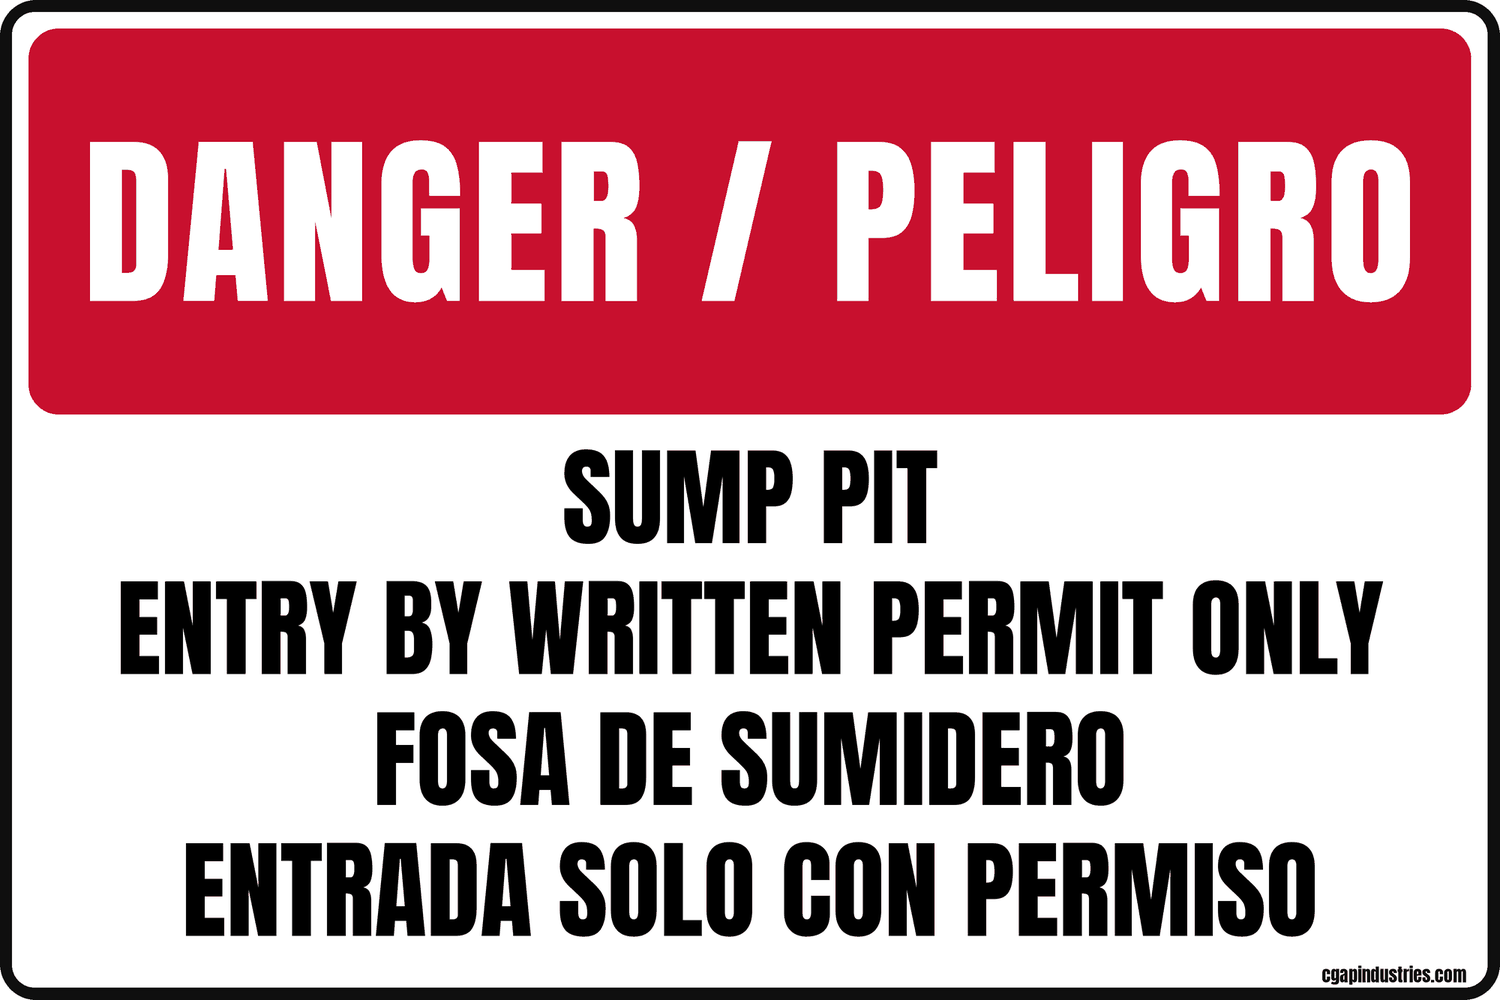 DANGER / PELIGRO
SUMP PIT
ENTRY BY WRITTEN PERMIT ONLY
FOSA DE SUMIDERO
ENTRADA SOLO CON PERMISO
cgapindustries.com